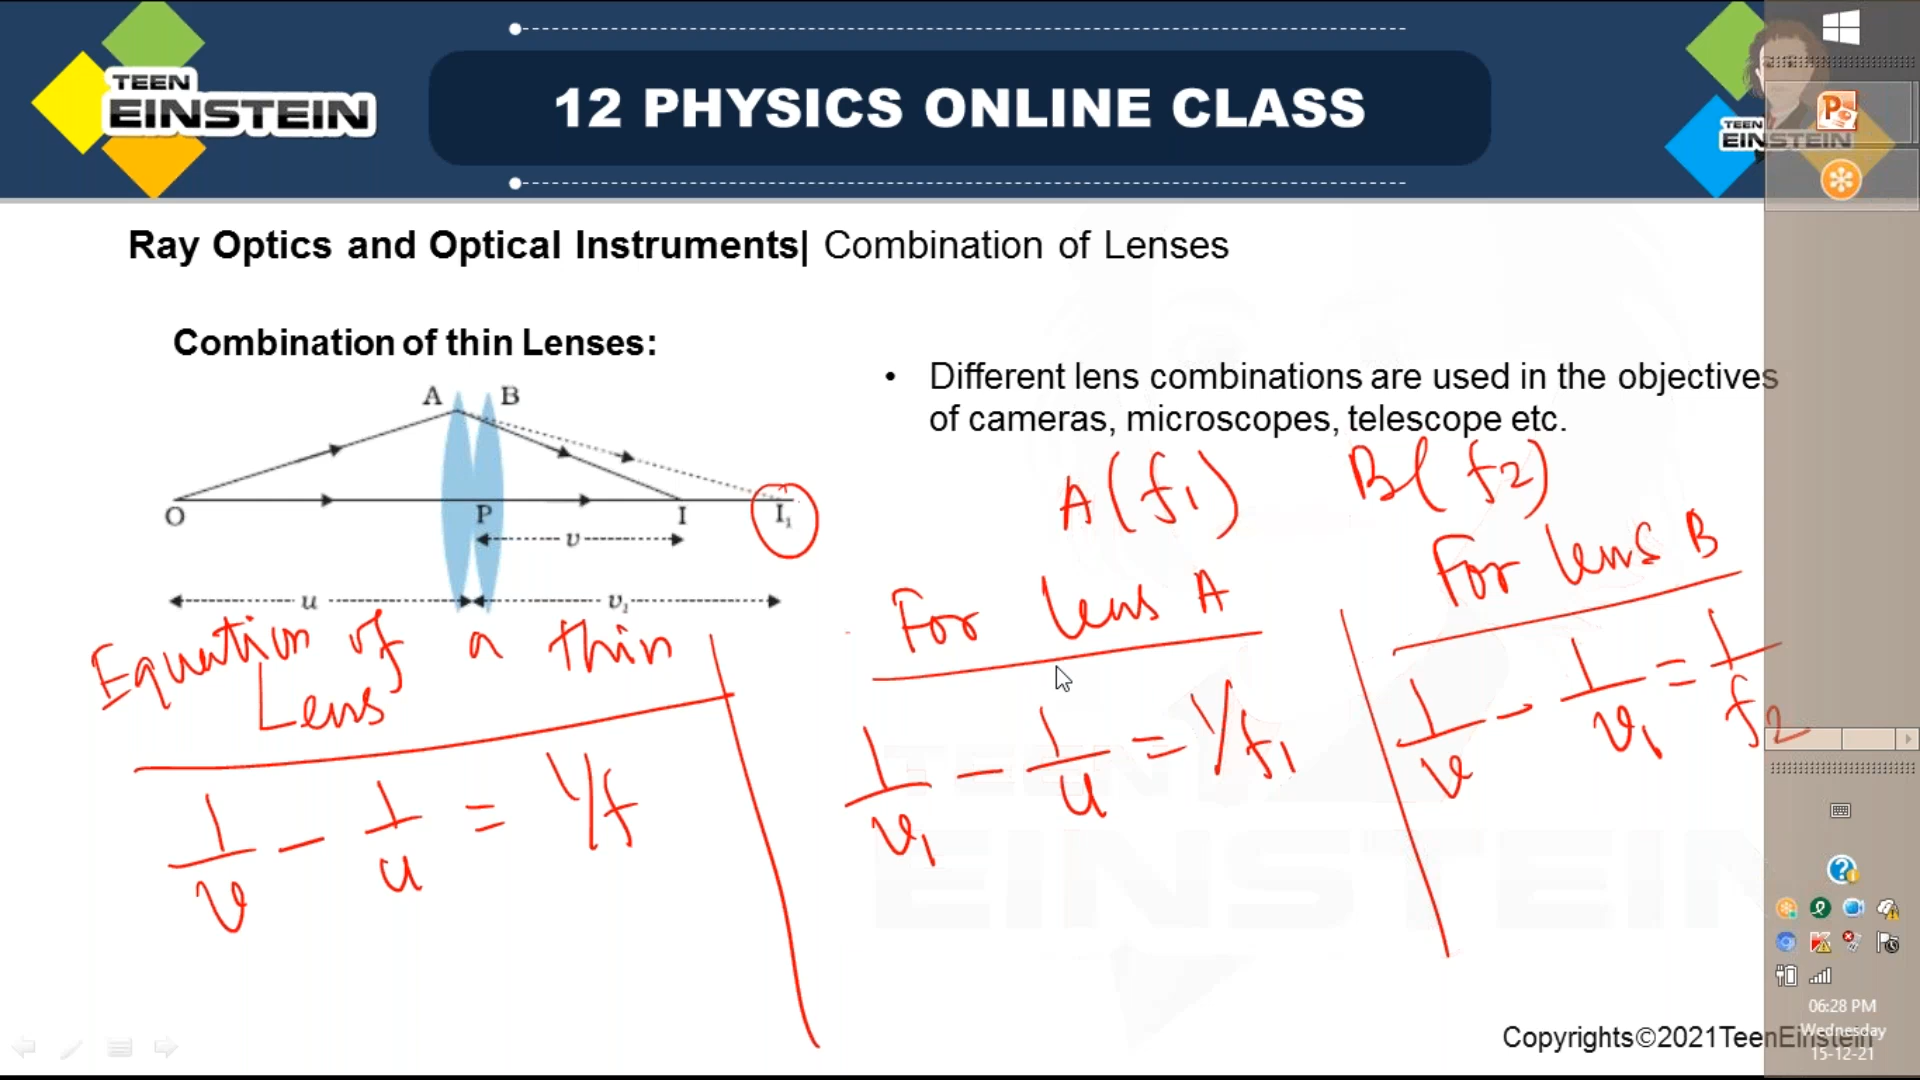 TEEN
EINSTEIN
12 PHYSICS ONLINE CLASS
TEEN
EINSTEIN
Ray Optics and Optical Instruments| Combination of Lenses
Combination of thin Lenses:
• Different lens combinations are used in the objectives
of cameras, microscopes, telescope etc.
A B
O P I I₁
v
u v₁
A(f₁) B(f₂)
Equation of a thin
Lens
1/v - 1/u = 1/f
For lens A
1/v₁ - 1/u = 1/f₁
For lens B
1/v - 1/v₁ = 1/f₂
EINSTEIN
Copyrights©2021TeenEinstein
06:28 PM
Wednesday
15-12-21